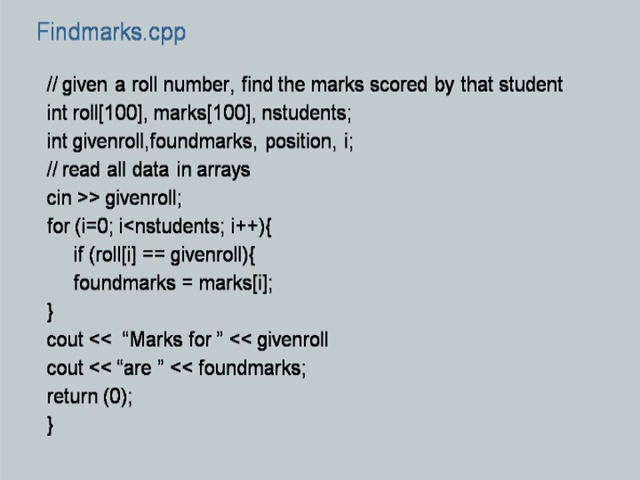 Findmarks.cpp
// given a roll number, find the marks scored by that student
int roll[100], marks[100], nstudents;
int givenroll,foundmarks, position, i;
// read all data in arrays
cin >> givenroll;
for (i=0; i<nstudents; i++){
if (roll[i] == givenroll){
foundmarks = marks[i];
}
cout << “Marks for ” << givenroll
cout << “are ” << foundmarks;
return (0);
}